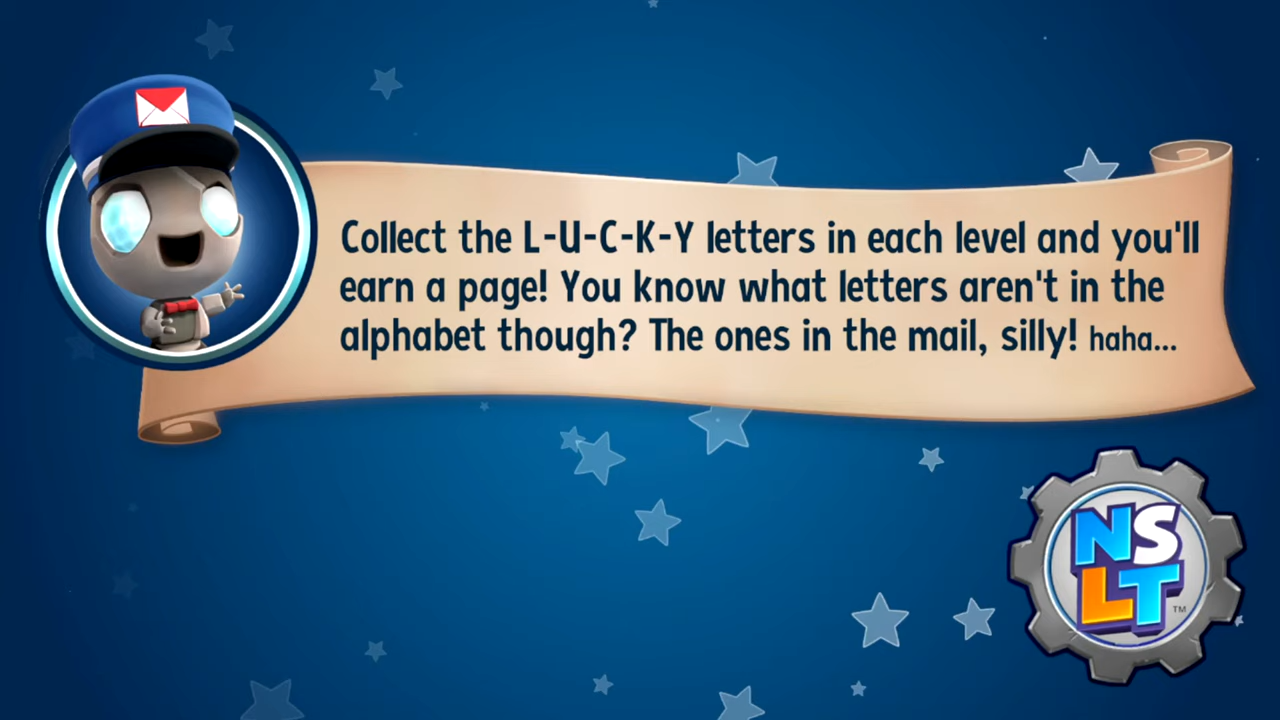 Collect the L-U-C-K-Y letters in each level and you'll
earn a page! You know what letters aren't in the
alphabet though? The ones in the mail, silly! haha...
NS
LT
TM